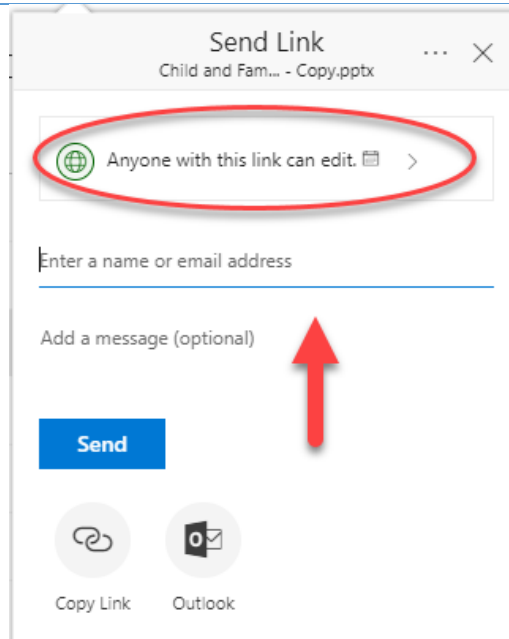 Send Link
Child and Fam... - Copy.pptx
Anyone with this link can edit.
Enter a name or email address
Add a message (optional)
Send
Copy Link
Outlook